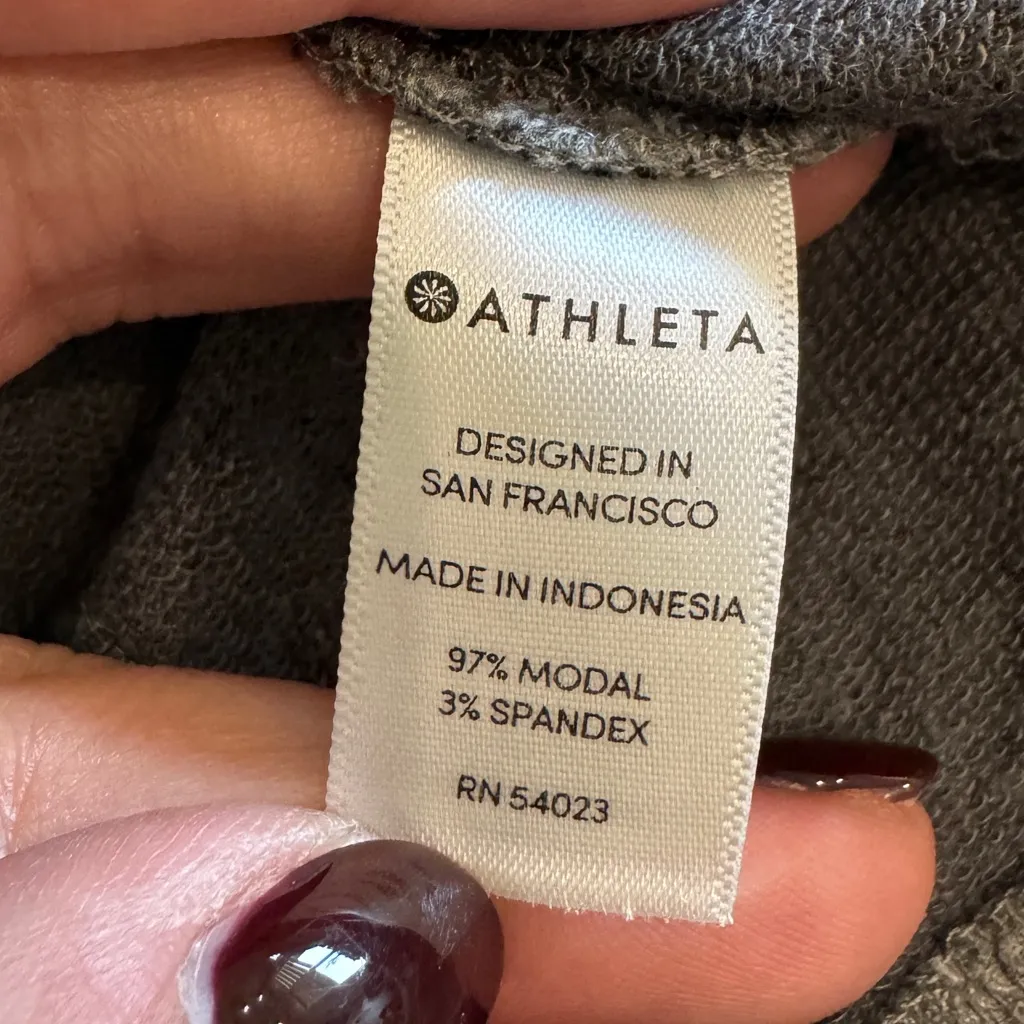 ATHLETA
DESIGNED IN
SAN FRANCISCO
MADE IN INDONESIA
97% MODAL
3% SPANDEX
RN 54023